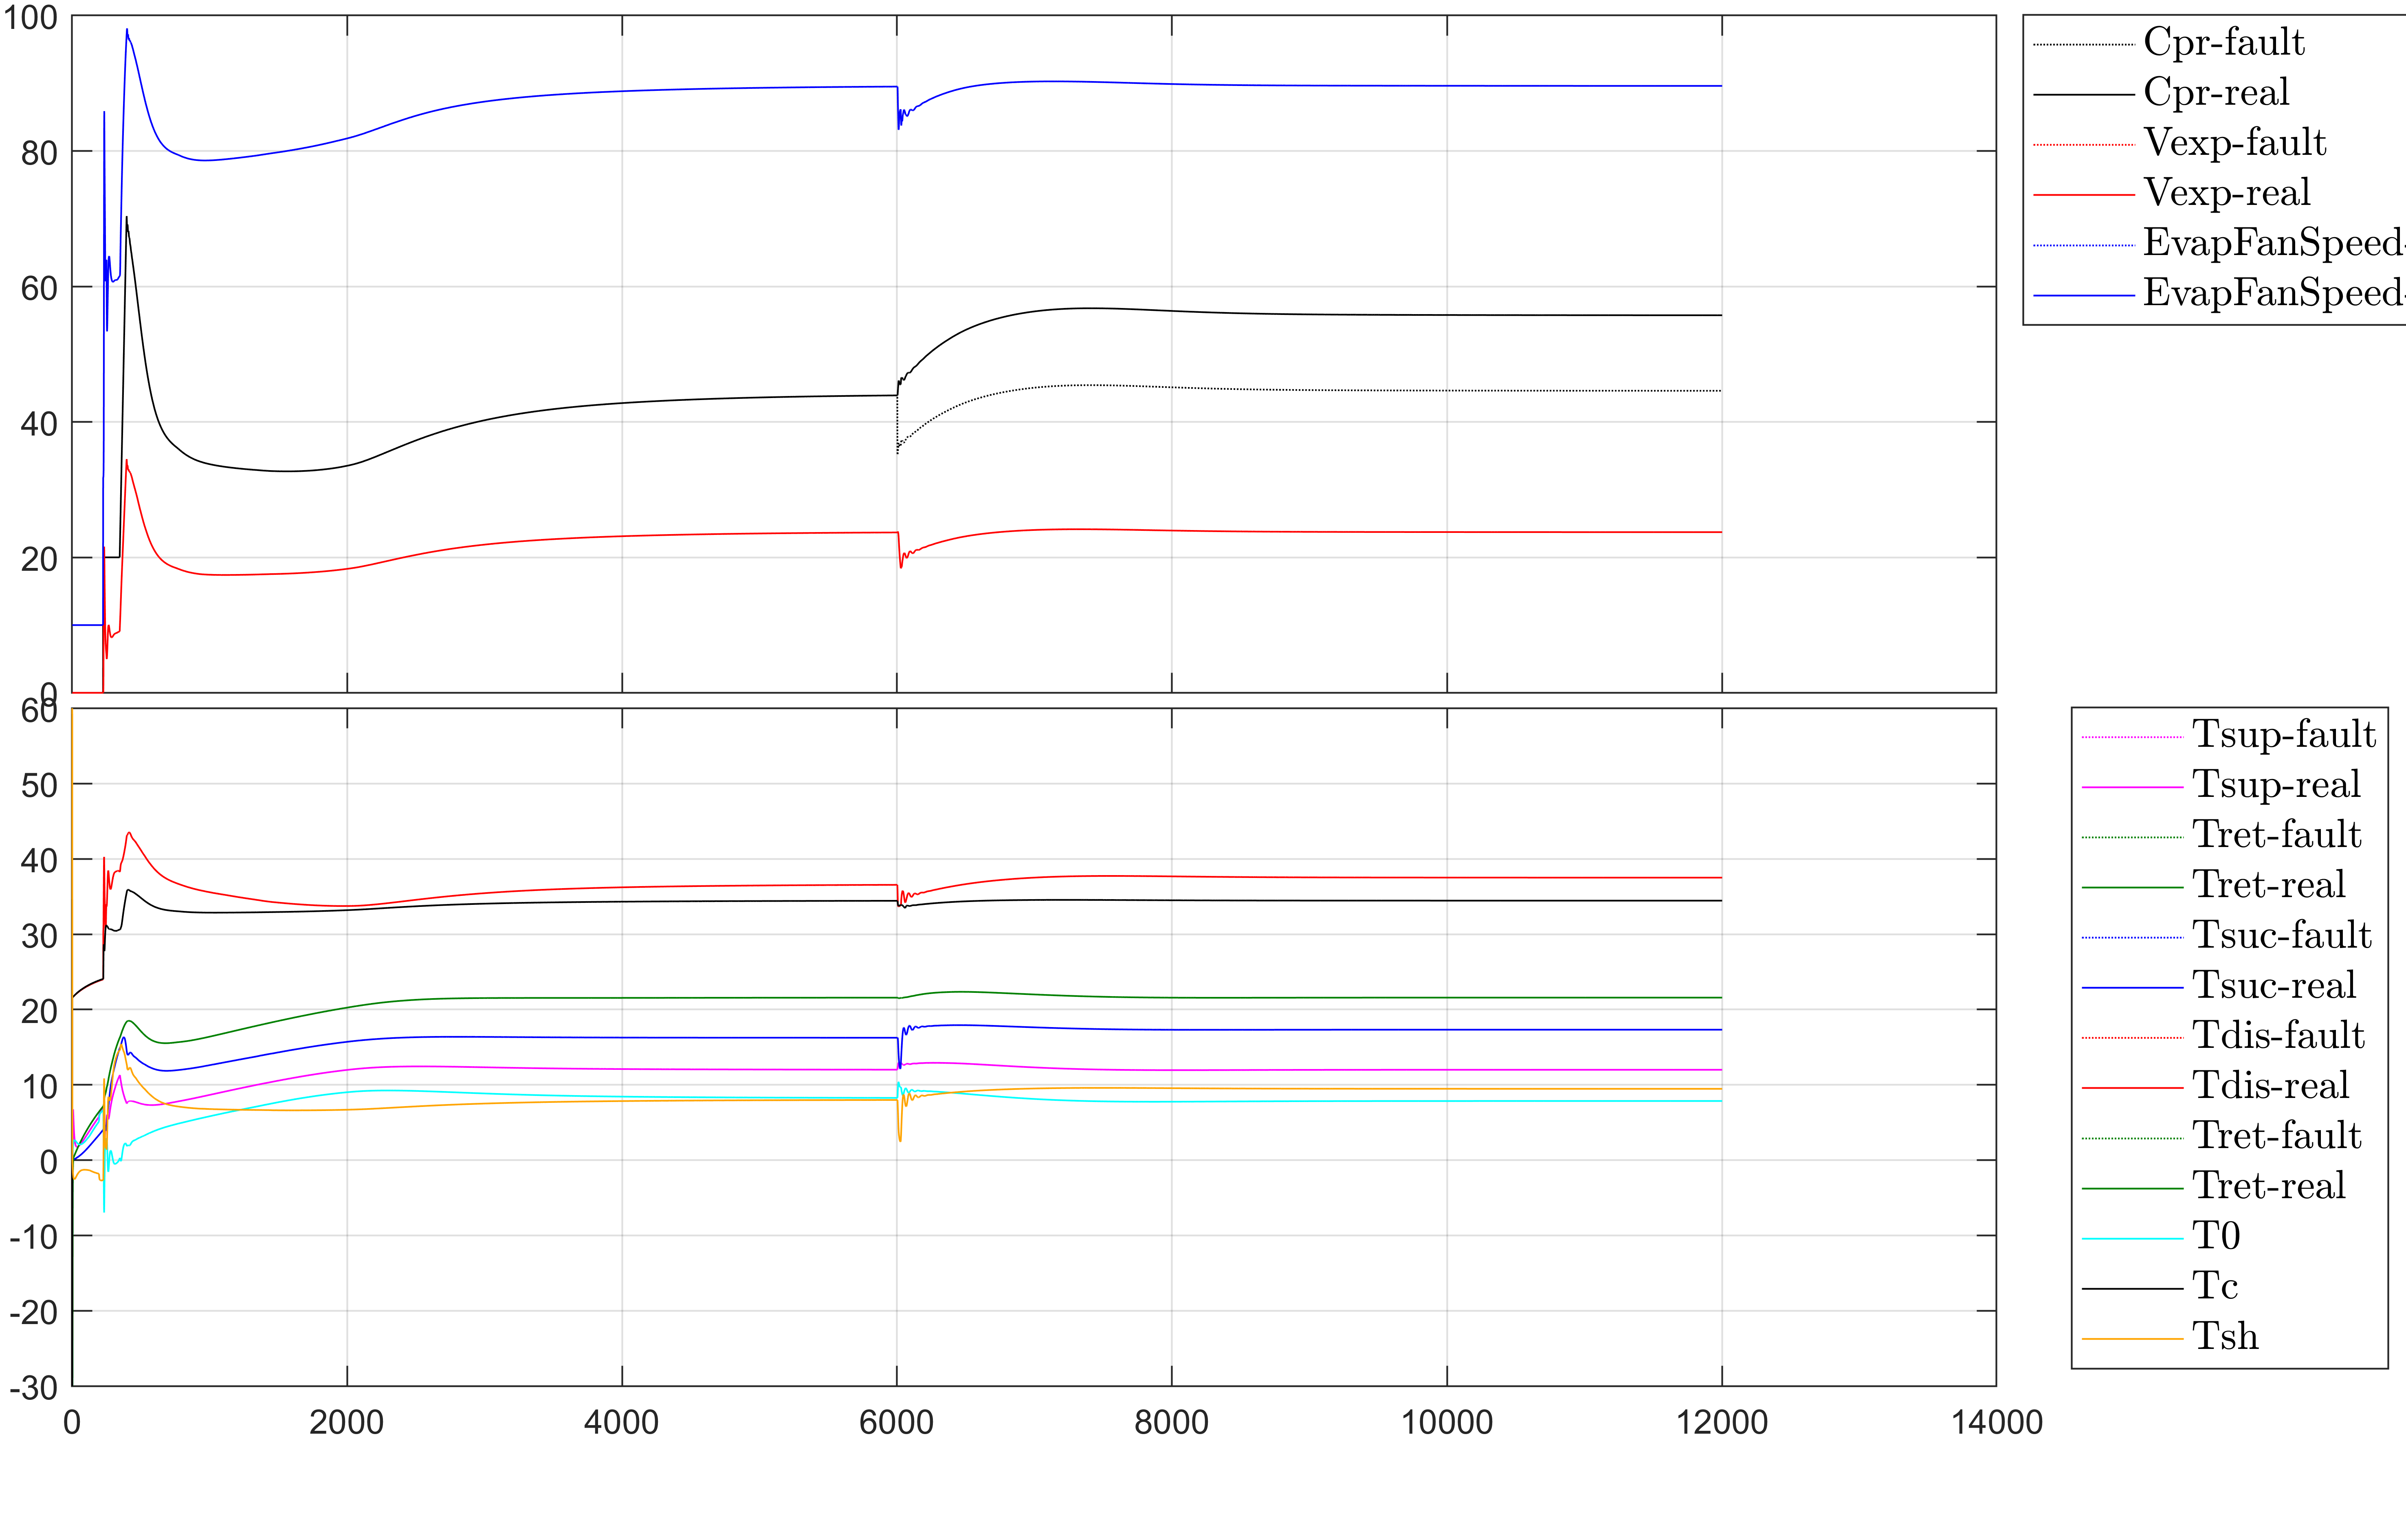 100
80
60
40
20
0
Cpr-fault
Cpr-real
Vexp-fault
Vexp-real
EvapFanSpeed-
EvapFanSpeed-
60
50
40
30
20
10
0
-10
-20
-30
0 2000 4000 6000 8000 10000 12000 14000
Tsup-fault
Tsup-real
Tret-fault
Tret-real
Tsuc-fault
Tsuc-real
Tdis-fault
Tdis-real
Tret-fault
Tret-real
T0
Tc
Tsh